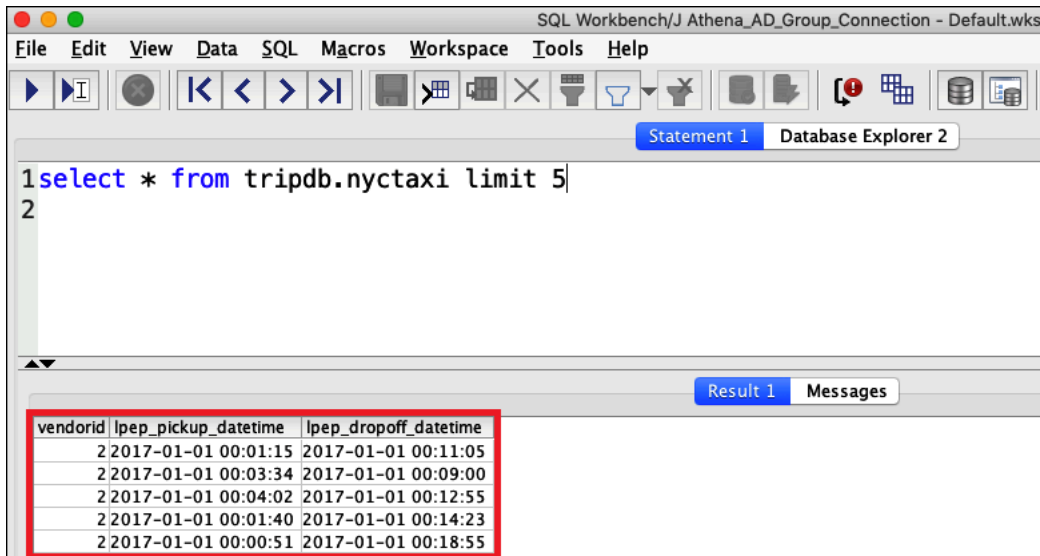 SQL Workbench/J Athena_AD_Group_Connection - Default.wks
File Edit View Data SQL Macros Workspace Tools Help
Statement 1 Database Explorer 2
1 select * from tripdb.nyctaxi limit 5
2
Result 1 Messages
vendorid lpep_pickup_datetime lpep_dropoff_datetime
2 2017-01-01 00:01:15 2017-01-01 00:11:05
2 2017-01-01 00:03:34 2017-01-01 00:09:00
2 2017-01-01 00:04:02 2017-01-01 00:12:55
2 2017-01-01 00:01:40 2017-01-01 00:14:23
2 2017-01-01 00:00:51 2017-01-01 00:18:55